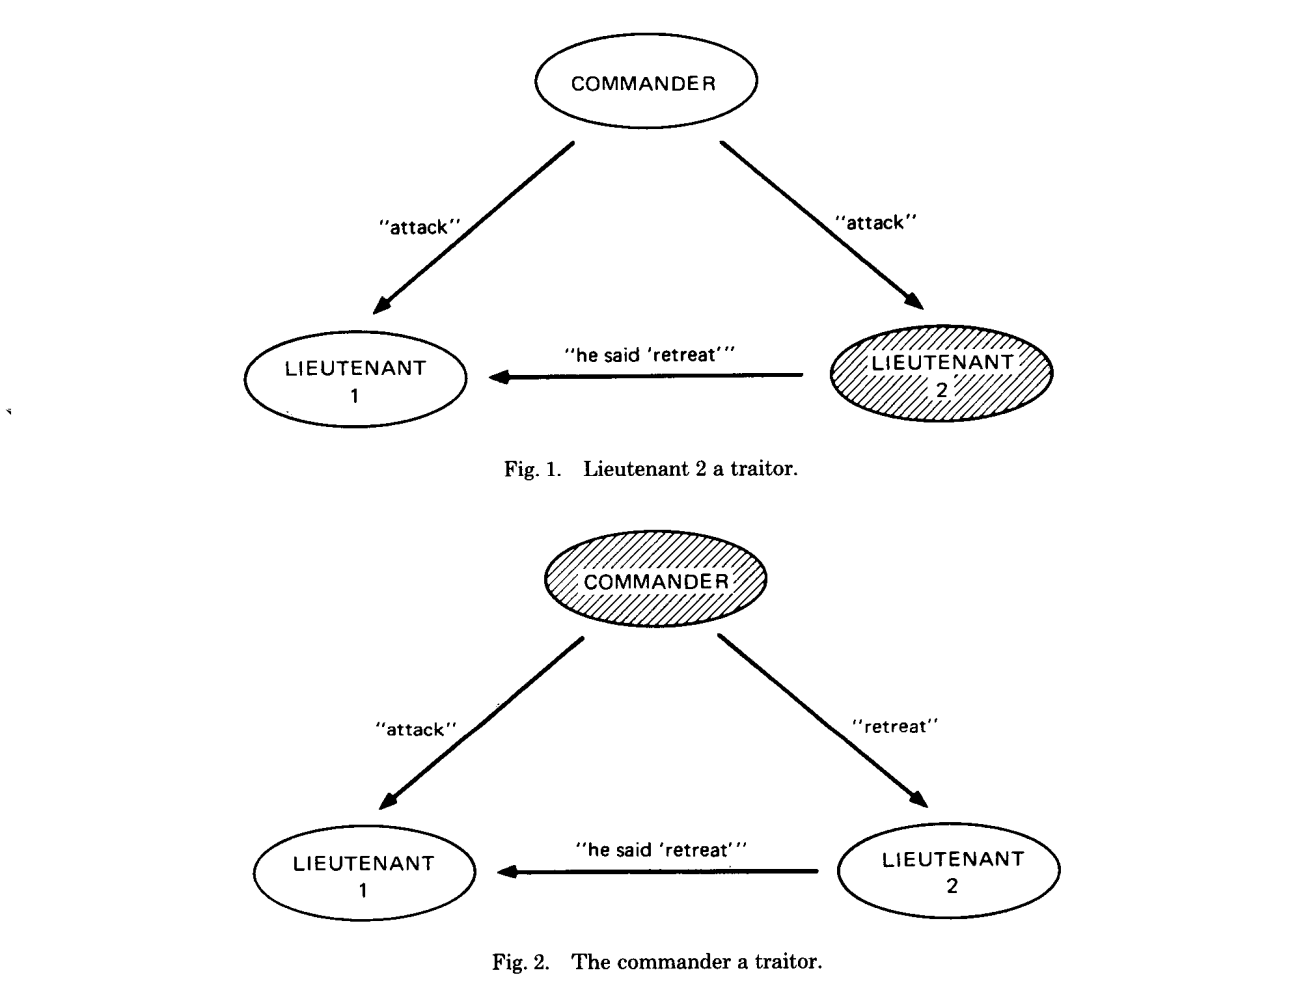 COMMANDER
"attack"
"attack"
"he said 'retreat'"
LIEUTENANT
1
LIEUTENANT
2
Fig. 1. Lieutenant 2 a traitor.
COMMANDER
"attack"
"retreat"
"he said 'retreat'"
LIEUTENANT
1
LIEUTENANT
2
Fig. 2. The commander a traitor.